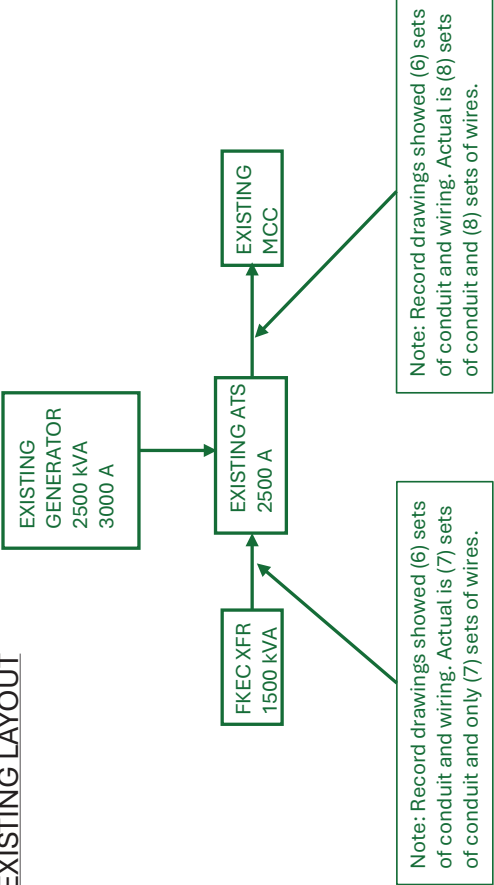 EXISTING LAYOUT
EXISTING
GENERATOR
2500 kVA
3000 A
FKEC XFR
1500 kVA
EXISTING ATS
2500 A
EXISTING
MCC
Note: Record drawings showed (6) sets
of conduit and wiring. Actual is (7) sets
of conduit and only (7) sets of wires.
Note: Record drawings showed (6) sets
of conduit and wiring. Actual is (8) sets
of conduit and (8) sets of wires.